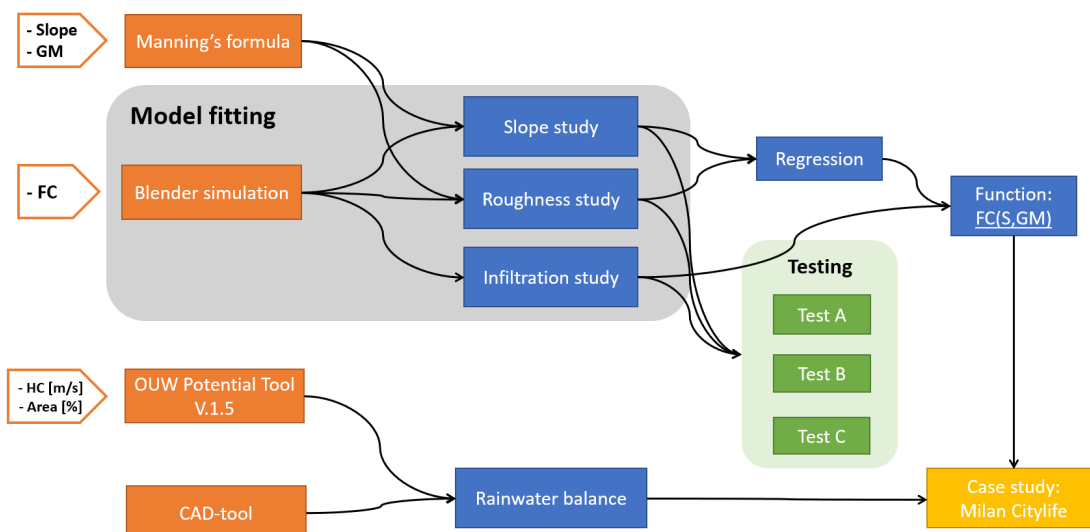 - Slope
- GM
Manning's formula
Model fitting
Slope study
Regression
- FC
Blender simulation
Roughness study
Function:
FC(S,GM)
Infiltration study
Testing
Test A
Test B
Test C
- HC [m/s]
- Area [%]
OUW Potential Tool
V.1.5
CAD-tool
Rainwater balance
Case study:
Milan Citylife